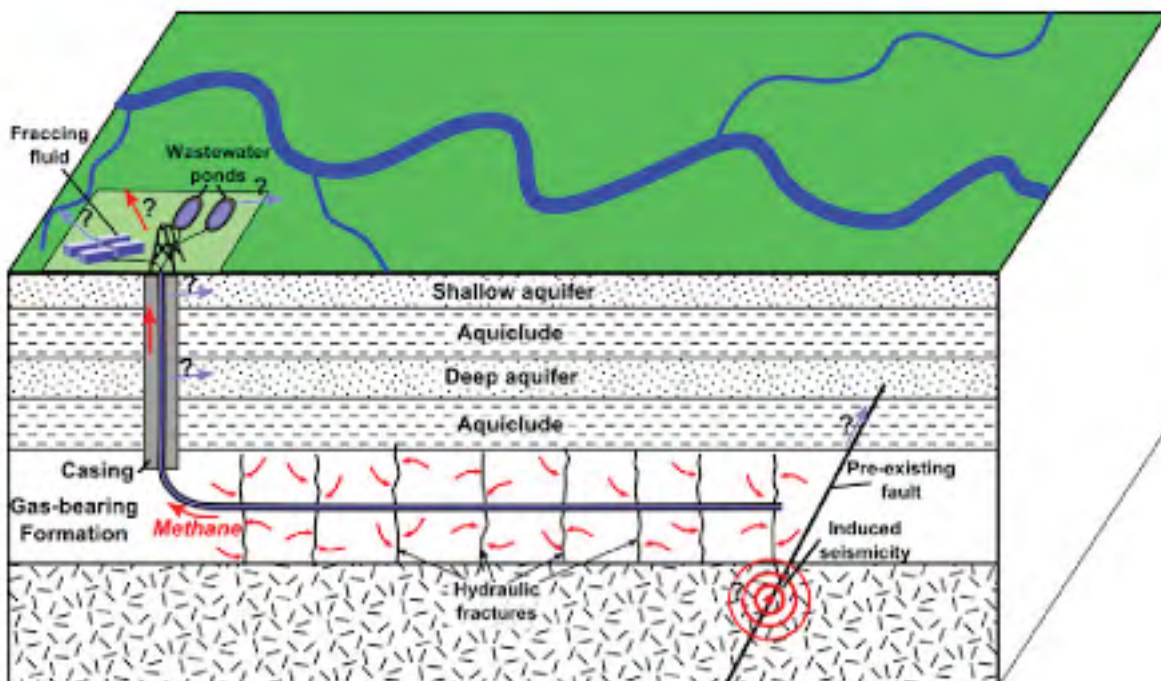 Fraccing
fluid
Wastewater
ponds
?
?
?
?
Shallow aquifer
Aquiclude
?
Deep aquifer
Aquiclude
?
Casing
Pre-existing
fault
Gas-bearing
Formation
Methane
Induced
seismicity
Hydraulic
fractures
?